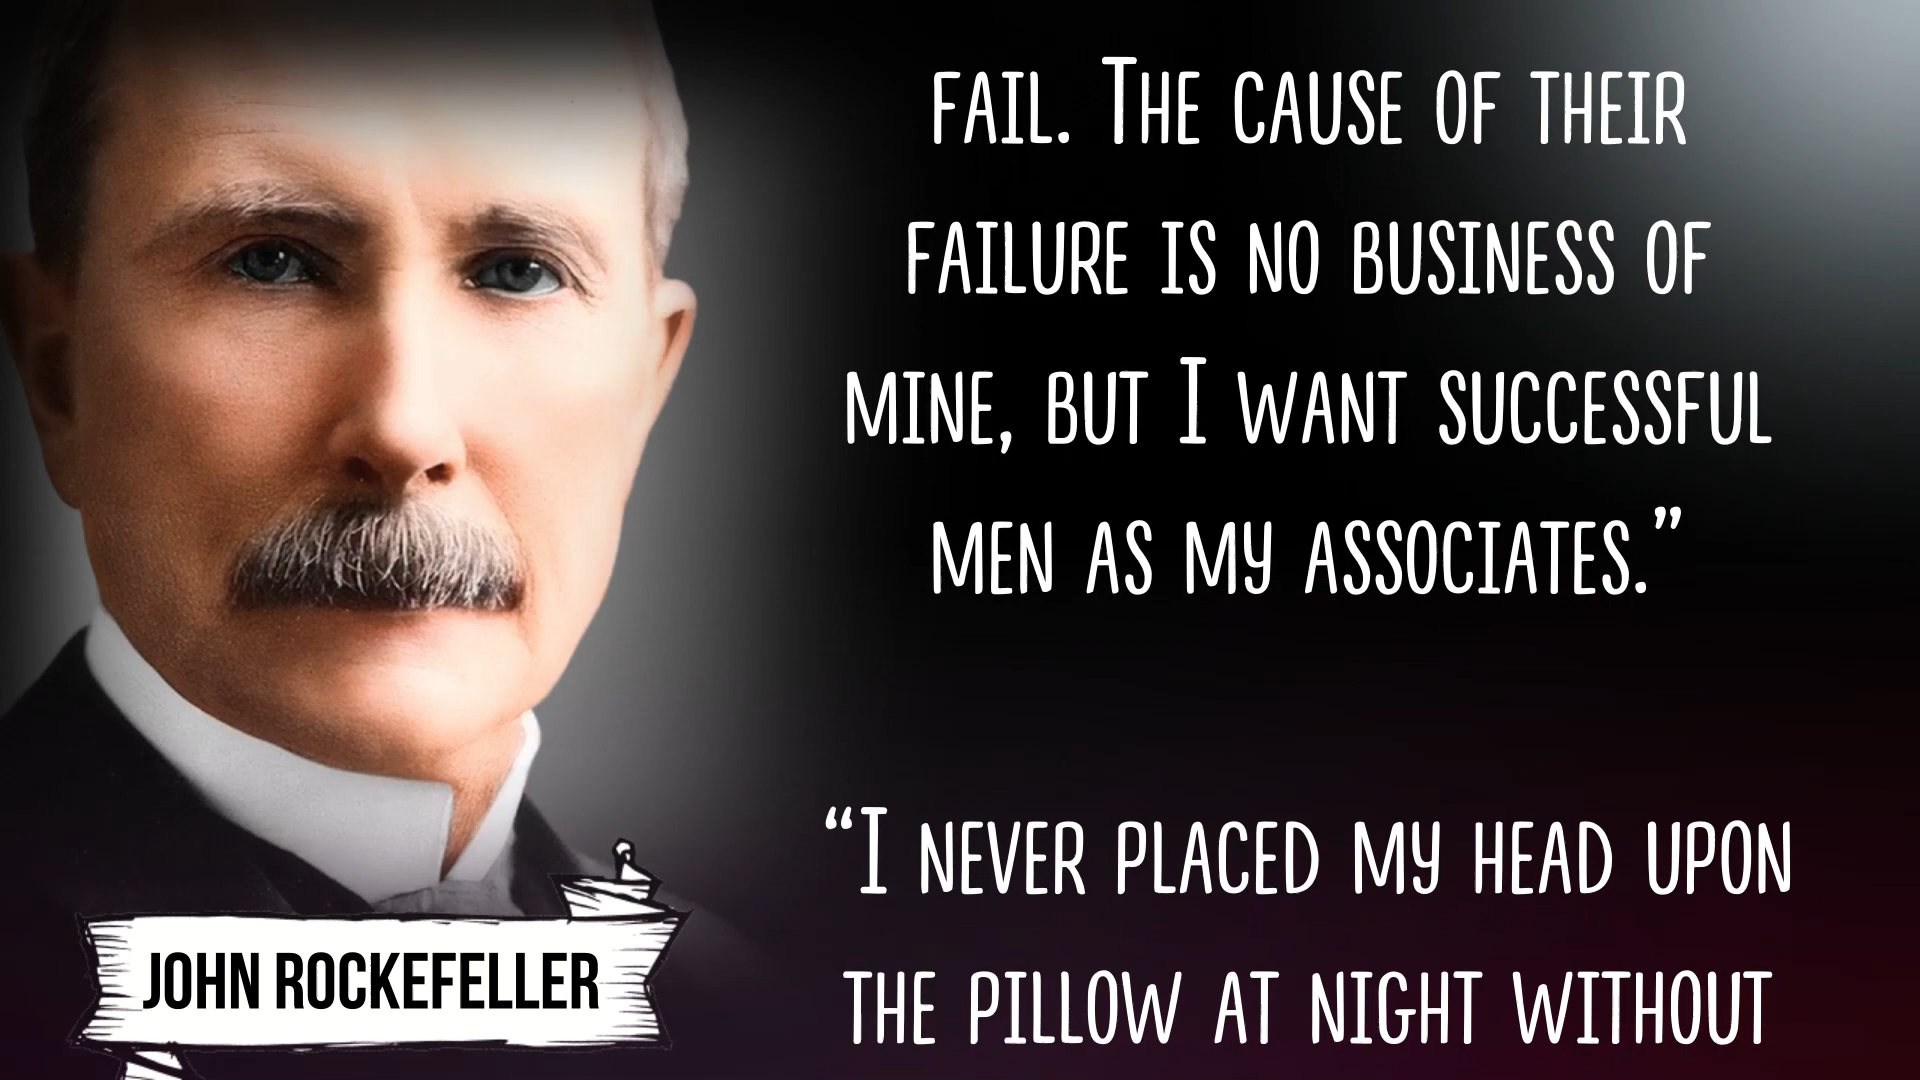 FAIL. THE CAUSE OF THEIR
FAILURE IS NO BUSINESS OF
MINE, BUT I WANT SUCCESSFUL
MEN AS MY ASSOCIATES.”
“I NEVER PLACED MY HEAD UPON
THE PILLOW AT NIGHT WITHOUT
JOHN ROCKEFELLER